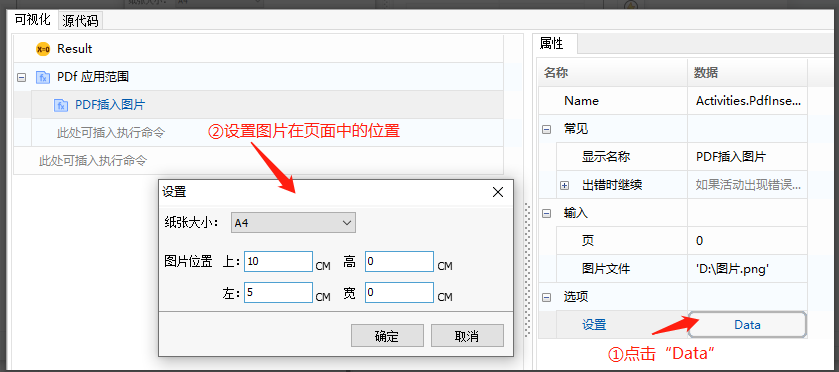 可视化 源代码
Result
PDf 应用范围
PDF插入图片
此处可插入执行命令
此处可插入执行命令
②设置图片在页面中的位置
设置
纸张大小： A4
图片位置 上: 10 CM 高 0 CM
左: 5 CM 宽 0 CM
确定 取消
属性
名称 数据
Name Activities.PdfInse...
常见
显示名称 PDF插入图片
出错时继续 如果活动出现错误...
输入
页 0
图片文件 'D:\图片.png'
选项
设置 Data
①点击“Data“